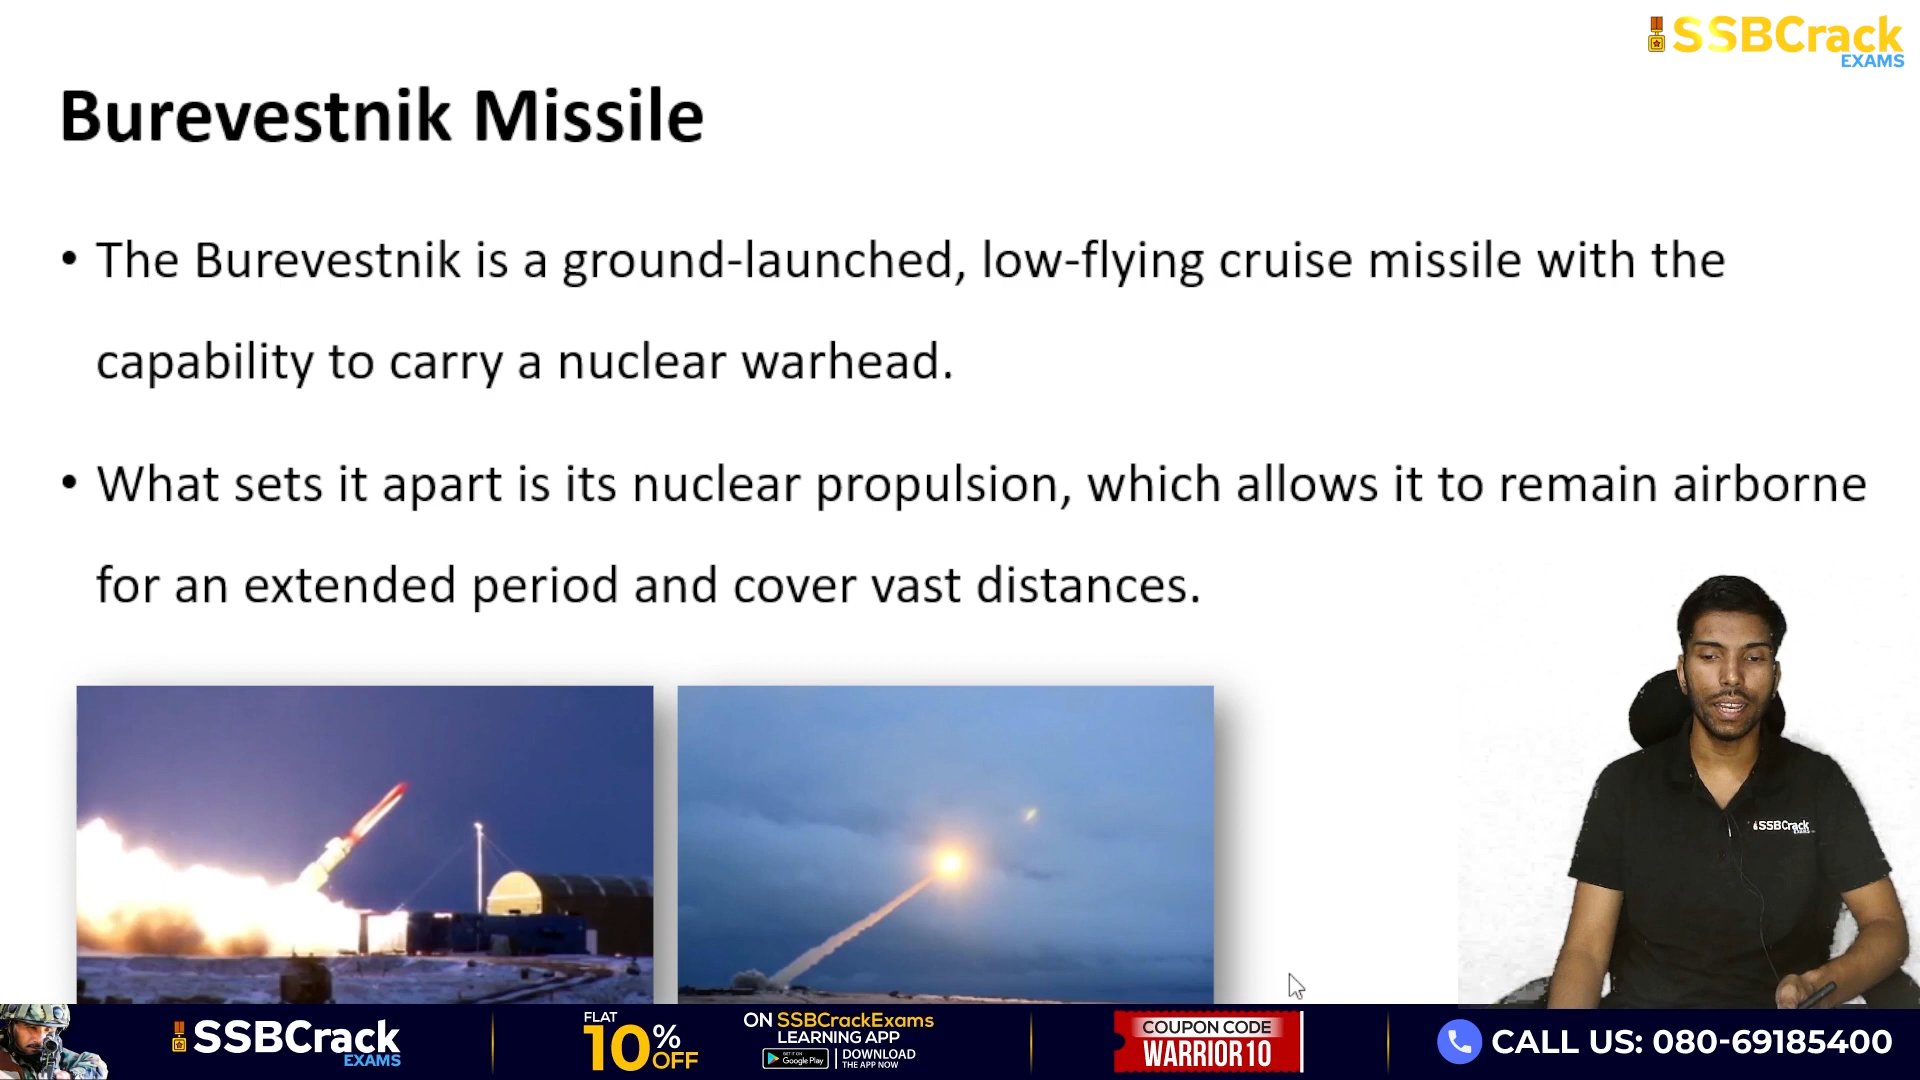 SSBCrack
EXAMS
Burevestnik Missile
• The Burevestnik is a ground-launched, low-flying cruise missile with the
capability to carry a nuclear warhead.
• What sets it apart is its nuclear propulsion, which allows it to remain airborne
for an extended period and cover vast distances.
SSBCrack
EXAMS
SSBCrack
EXAMS
FLAT
10%
OFF
ON SSBCrackExams
LEARNING APP
GET IT ON
Google Play
DOWNLOAD
THE APP NOW
COUPON CODE
WARRIOR10
CALL US: 080-69185400